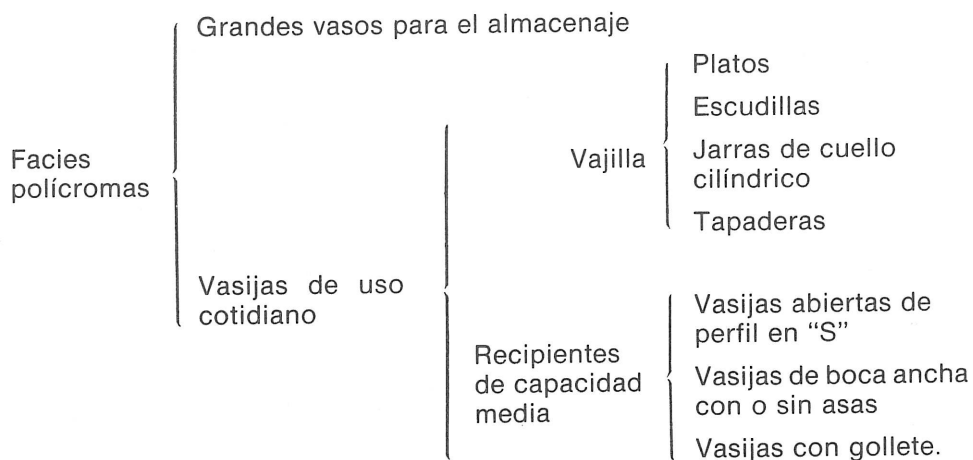 Grandes vasos para el almacenaje
Facies
polícromas
Vasijas de uso
cotidiano
Vajilla
Platos
Escudillas
Jarras de cuello
cilíndrico
Tapaderas
Recipientes
de capacidad
media
Vasijas abiertas de
perfil en “S”
Vasijas de boca ancha
con o sin asas
Vasijas con gollete.